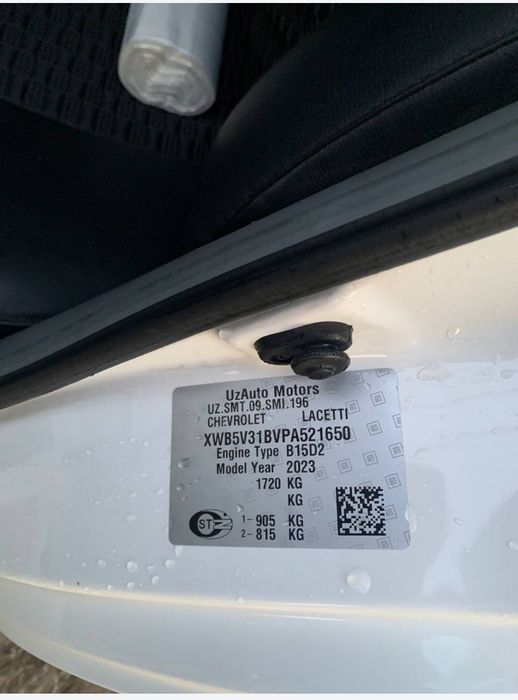 UzAuto Motors
UZ.SMT.09.SMI.196
CHEVROLET LACETTI
XWB5V31BVPA521650
Engine Type B15D2
Model Year 2023
1720 KG
KG
1- 905 KG
2- 815 KG
ST